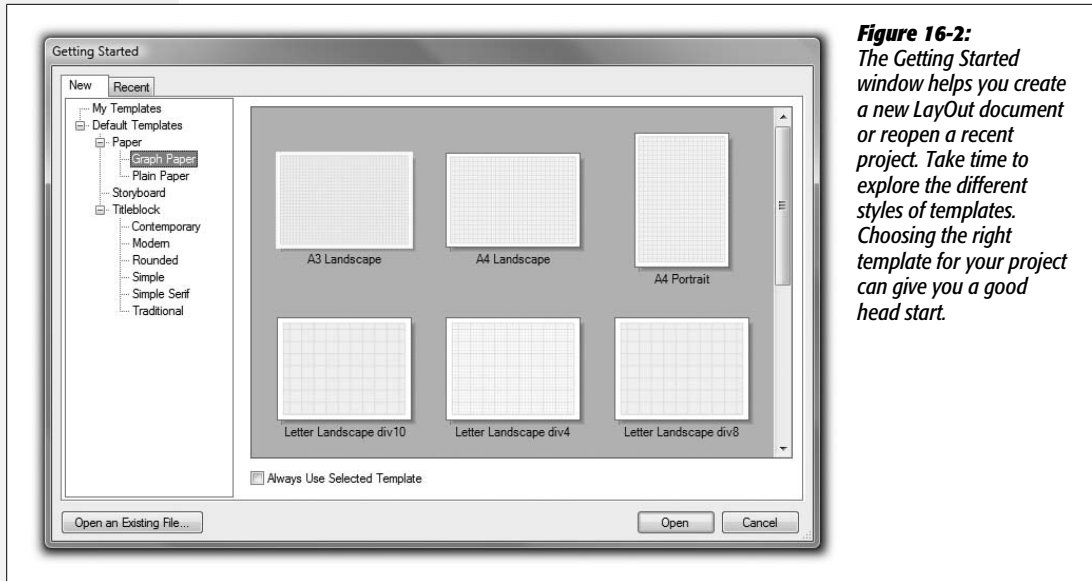 Getting Started
New
Recent
My Templates
Default Templates
Paper
Graph Paper
Plain Paper
Storyboard
Titleblock
Contemporary
Modern
Rounded
Simple
Simple Serif
Traditional
A3 Landscape
A4 Landscape
A4 Portrait
Letter Landscape div10
Letter Landscape div4
Letter Landscape div8
Always Use Selected Template
Open an Existing File...
Open
Cancel
Figure 16-2:
The Getting Started
window helps you create
a new LayOut document
or reopen a recent
project. Take time to
explore the different
styles of templates.
Choosing the right
template for your project
can give you a good
head start.